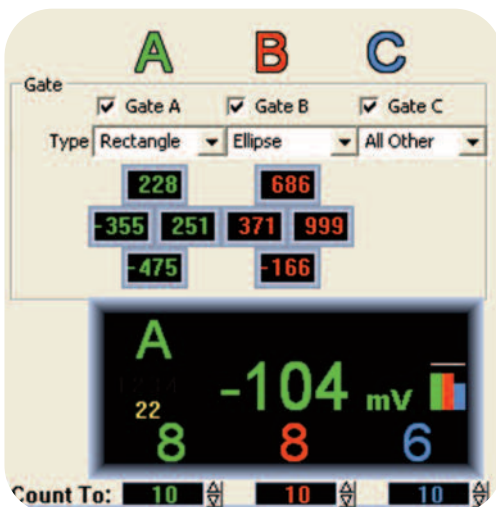 A B C
Gate
Gate A Gate B Gate C
Type Rectangle Ellipse All Other
228 686
-355 251 371 999
-475 -166
A
-104 mV
22
8 8 6
Count To: 10 10 10